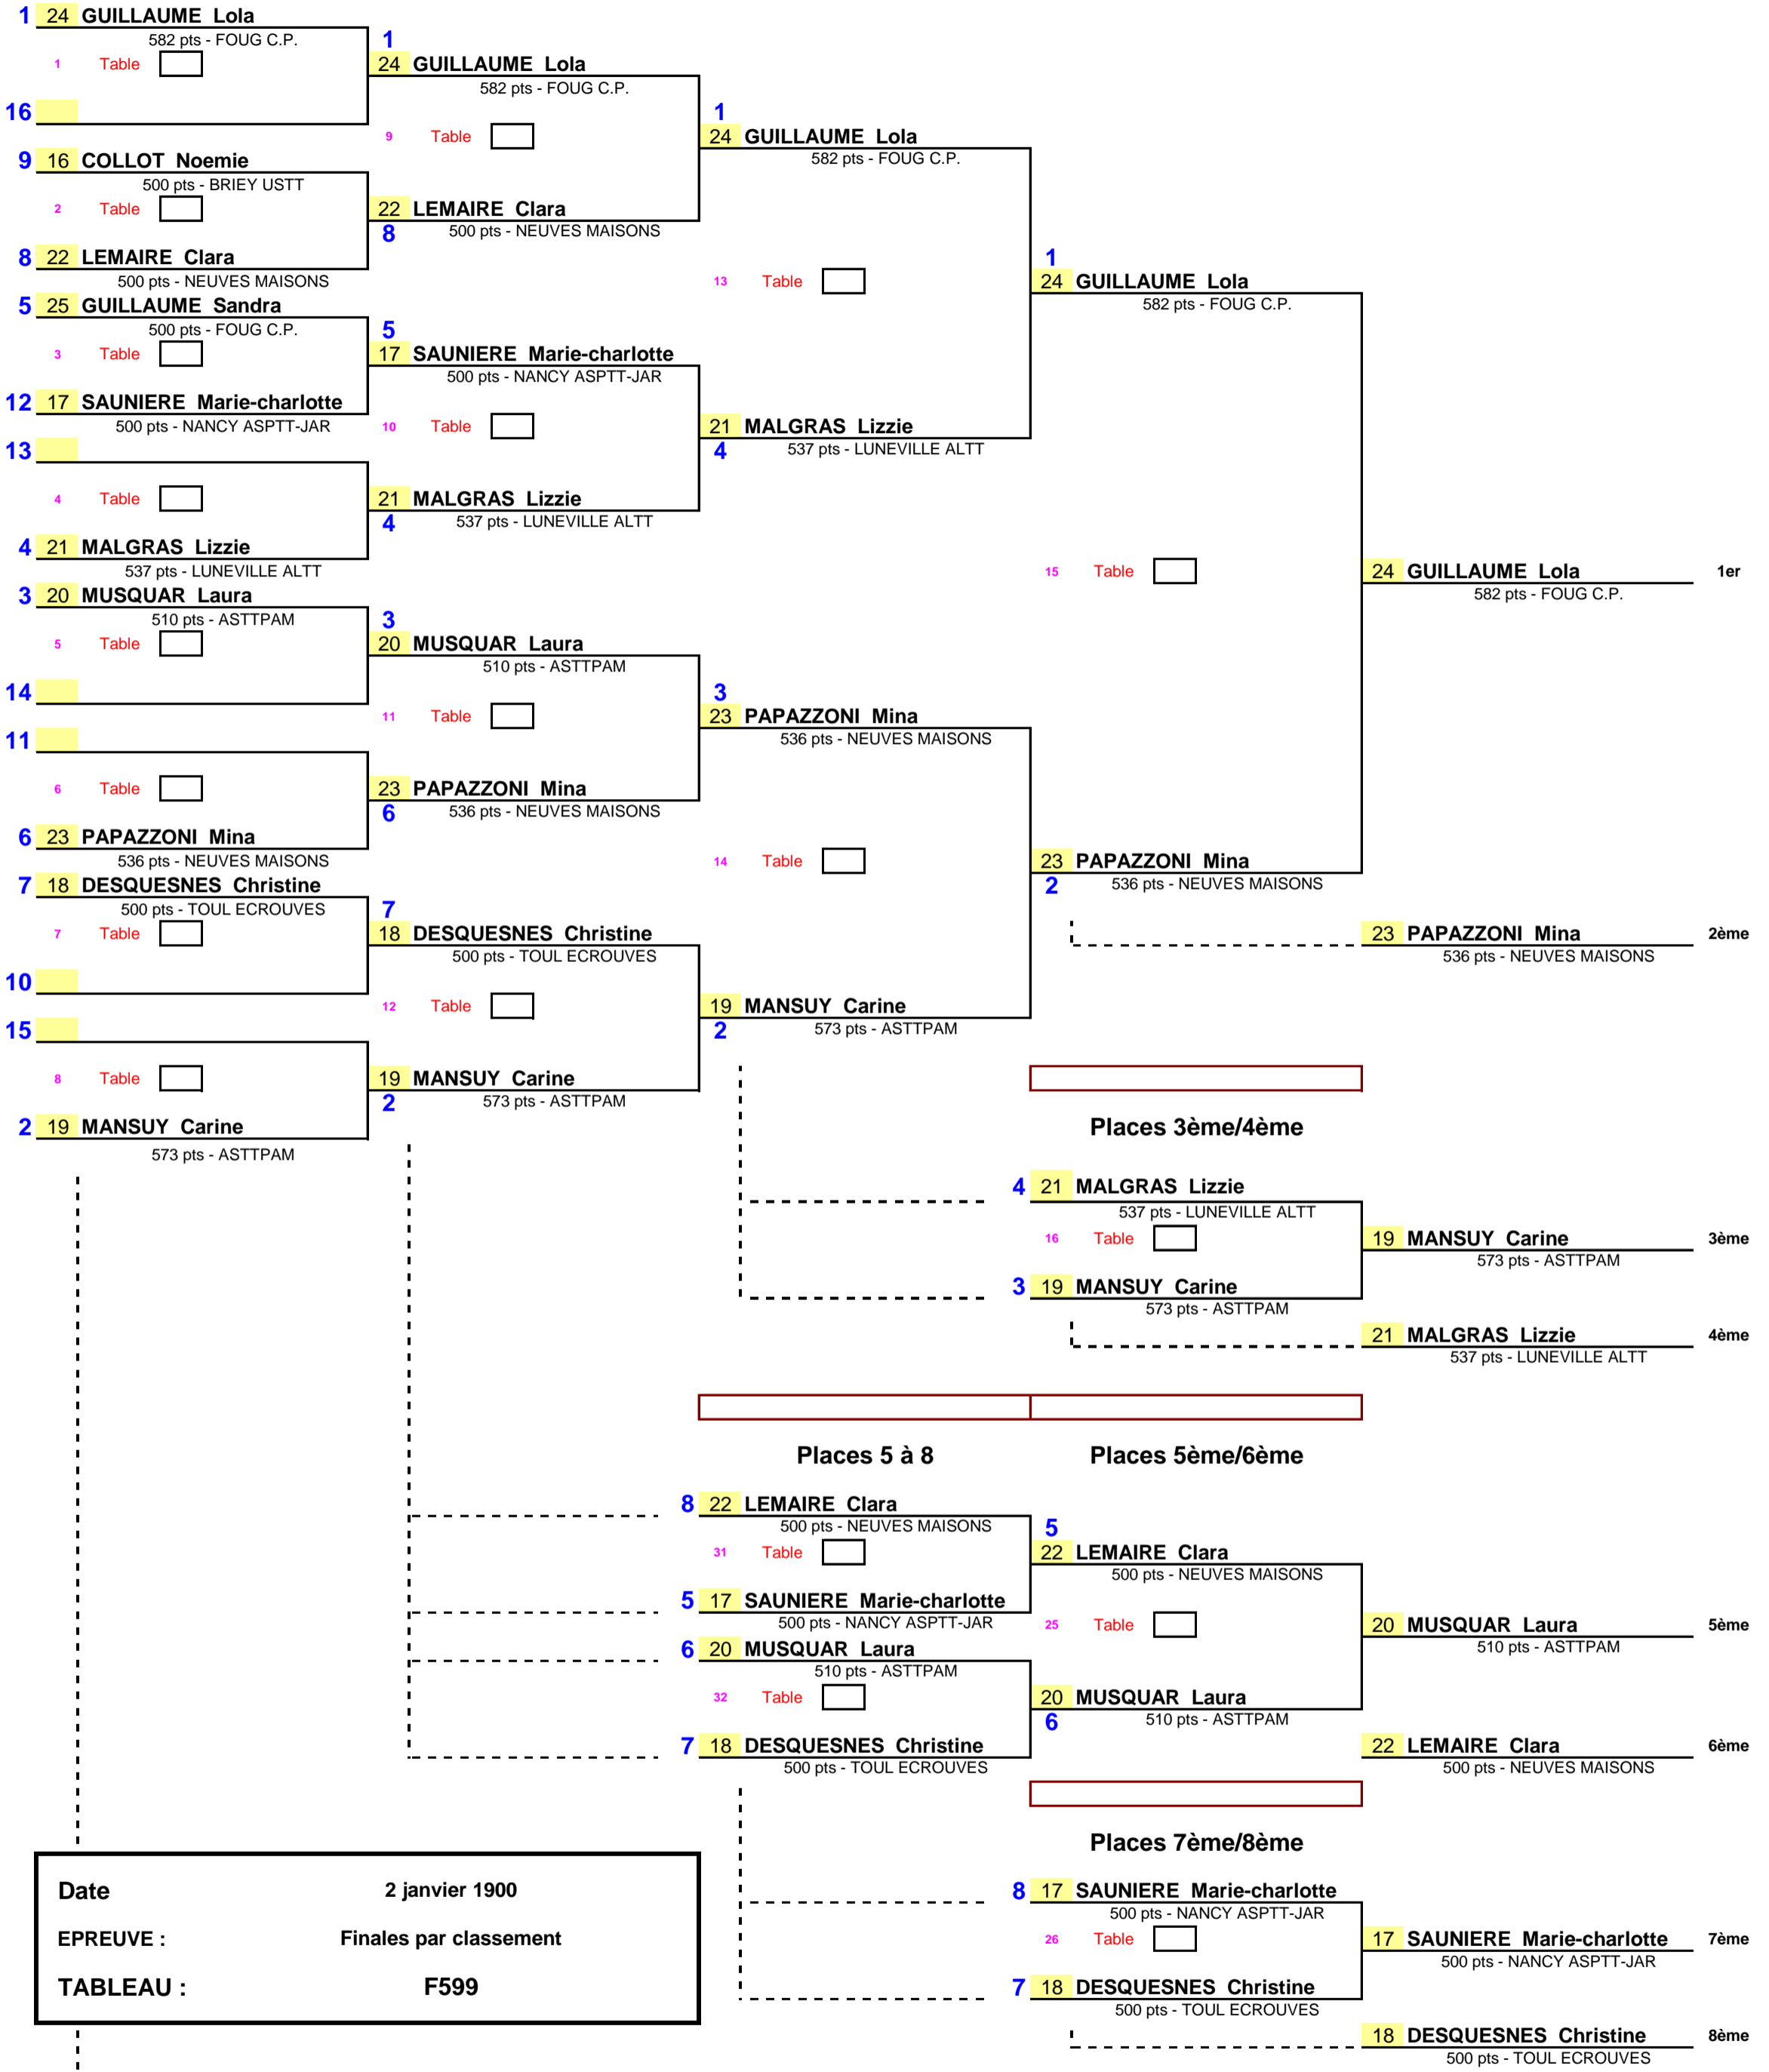 1 24 GUILLAUME Lola
582 pts - FOUG C.P.
1
1 Table
24 GUILLAUME Lola
582 pts - FOUG C.P.
16
1
9 Table
24 GUILLAUME Lola
582 pts - FOUG C.P.
9 16 COLLOT Noemie
500 pts - BRIEY USTT
2 Table
22 LEMAIRE Clara
8
500 pts - NEUVES MAISONS
8 22 LEMAIRE Clara
500 pts - NEUVES MAISONS
1
13 Table
24 GUILLAUME Lola
582 pts - FOUG C.P.
5 25 GUILLAUME Sandra
500 pts - FOUG C.P.
5
3 Table
17 SAUNIERE Marie-charlotte
500 pts - NANCY ASPTT-JAR
12 17 SAUNIERE Marie-charlotte
500 pts - NANCY ASPTT-JAR
10 Table
21 MALGRAS Lizzie
4
537 pts - LUNEVILLE ALTT
13
4 Table
21 MALGRAS Lizzie
4
537 pts - LUNEVILLE ALTT
4 21 MALGRAS Lizzie
537 pts - LUNEVILLE ALTT
15 Table
24 GUILLAUME Lola 1er
582 pts - FOUG C.P.
3 20 MUSQUAR Laura
510 pts - ASTTPAM
3
5 Table
20 MUSQUAR Laura
510 pts - ASTTPAM
14
3
11 Table
23 PAPAZZONI Mina
536 pts - NEUVES MAISONS
11
6 Table
23 PAPAZZONI Mina
6
536 pts - NEUVES MAISONS
6 23 PAPAZZONI Mina
536 pts - NEUVES MAISONS
14 Table
23 PAPAZZONI Mina
2
536 pts - NEUVES MAISONS
7 18 DESQUESNES Christine
500 pts - TOUL ECROUVES
7
7 Table
18 DESQUESNES Christine
500 pts - TOUL ECROUVES
23 PAPAZZONI Mina 2ème
536 pts - NEUVES MAISONS
10
12 Table
19 MANSUY Carine
2
573 pts - ASTTPAM
15
8 Table
19 MANSUY Carine
2
573 pts - ASTTPAM
2 19 MANSUY Carine
573 pts - ASTTPAM
Places 3ème/4ème
4 21 MALGRAS Lizzie
537 pts - LUNEVILLE ALTT
16 Table
19 MANSUY Carine 3ème
573 pts - ASTTPAM
3 19 MANSUY Carine
573 pts - ASTTPAM
21 MALGRAS Lizzie 4ème
537 pts - LUNEVILLE ALTT
Places 5 à 8 Places 5ème/6ème
8 22 LEMAIRE Clara
500 pts - NEUVES MAISONS
5
31 Table
22 LEMAIRE Clara
500 pts - NEUVES MAISONS
5 17 SAUNIERE Marie-charlotte
500 pts - NANCY ASPTT-JAR
25 Table
20 MUSQUAR Laura 5ème
510 pts - ASTTPAM
6 20 MUSQUAR Laura
510 pts - ASTTPAM
32 Table
20 MUSQUAR Laura
6
510 pts - ASTTPAM
7 18 DESQUESNES Christine
500 pts - TOUL ECROUVES
22 LEMAIRE Clara 6ème
500 pts - NEUVES MAISONS
Places 7ème/8ème
8 17 SAUNIERE Marie-charlotte
500 pts - NANCY ASPTT-JAR
26 Table
17 SAUNIERE Marie-charlotte 7ème
500 pts - NANCY ASPTT-JAR
7 18 DESQUESNES Christine
500 pts - TOUL ECROUVES
18 DESQUESNES Christine 8ème
500 pts - TOUL ECROUVES
Date 2 janvier 1900
EPREUVE : Finales par classement
TABLEAU : F599